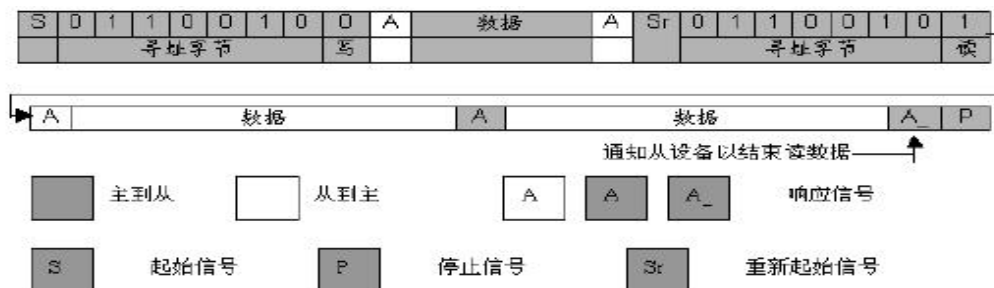 S 0 1 1 0 0 1 0 0 A 数据 A Sr 0 1 1 0 0 1 0 1
寻址字节 写 寻址字节 读
A 数据 A 数据 A_ P
通知从设备以结束读数据
主到从 从到主 A A A_ 响应信号
S 起始信号 P 停止信号 Sr 重新起始信号